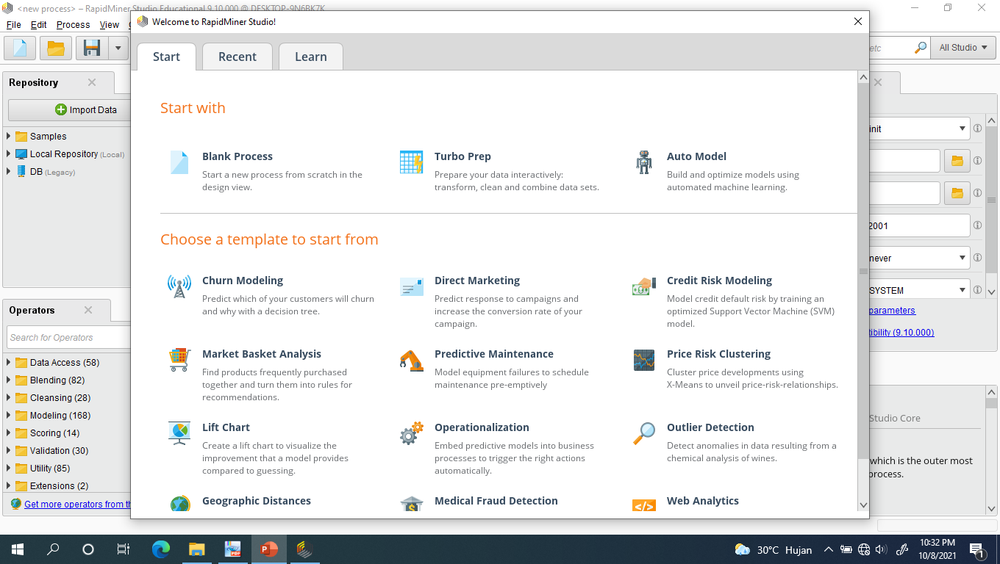 <new process> – RapidMiner Studio Educational 9.10.000 @ DESKTOP-9N6BK7K
File Edit Process View
Welcome to RapidMiner Studio!
Start Recent Learn
etc
All Studio
Repository
Import Data
Samples
Local Repository (Local)
DB (Legacy)
Operators
Search for Operators
Data Access (58)
Blending (82)
Cleansing (28)
Modeling (168)
Scoring (14)
Validation (30)
Utility (85)
Extensions (2)
Get more operators from
Start with
Blank Process
Start a new process from scratch in the
design view.
Turbo Prep
Prepare your data interactively:
transform, clean and combine data sets.
Auto Model
Build and optimize models using
automated machine learning.
Choose a template to start from
Churn Modeling
Predict which of your customers will churn
and why with a decision tree.
Direct Marketing
Predict response to campaigns and
increase the conversion rate of your
campaign.
Credit Risk Modeling
Model credit default risk by training an
optimized Support Vector Machine (SVM)
model.
Market Basket Analysis
Find products frequently purchased
together and turn them into rules for
recommendations.
Predictive Maintenance
Model equipment failures to schedule
maintenance pre-emptively
Price Risk Clustering
Cluster price developments using
X-Means to unveil price-risk-relationships.
Lift Chart
Create a lift chart to visualize the
improvement that a model provides
compared to guessing.
Operationalization
Embed predictive models into business
processes to trigger the right actions
automatically.
Outlier Detection
Detect anomalies in data resulting from a
chemical analysis of wines.
Geographic Distances
Medical Fraud Detection
Web Analytics
init
2001
never
SYSTEM
parameters
tibility (9.10.000)
Studio Core
which is the outer most
process.
30°C Hujan
10:32 PM
10/8/2021
1